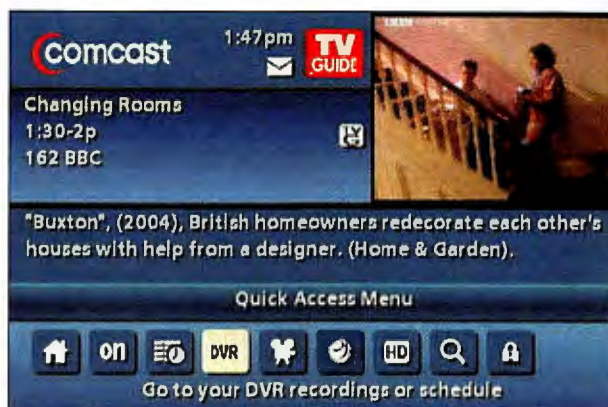 comcast
1:47pm
TV
GUIDE
Changing Rooms
1:30-2p
162 BBC
"Buxton", (2004), British homeowners redecorate each other's
houses with help from a designer. (Home & Garden).
Quick Access Menu
on
DVR
HD
Go to your DVR recordings or schedule